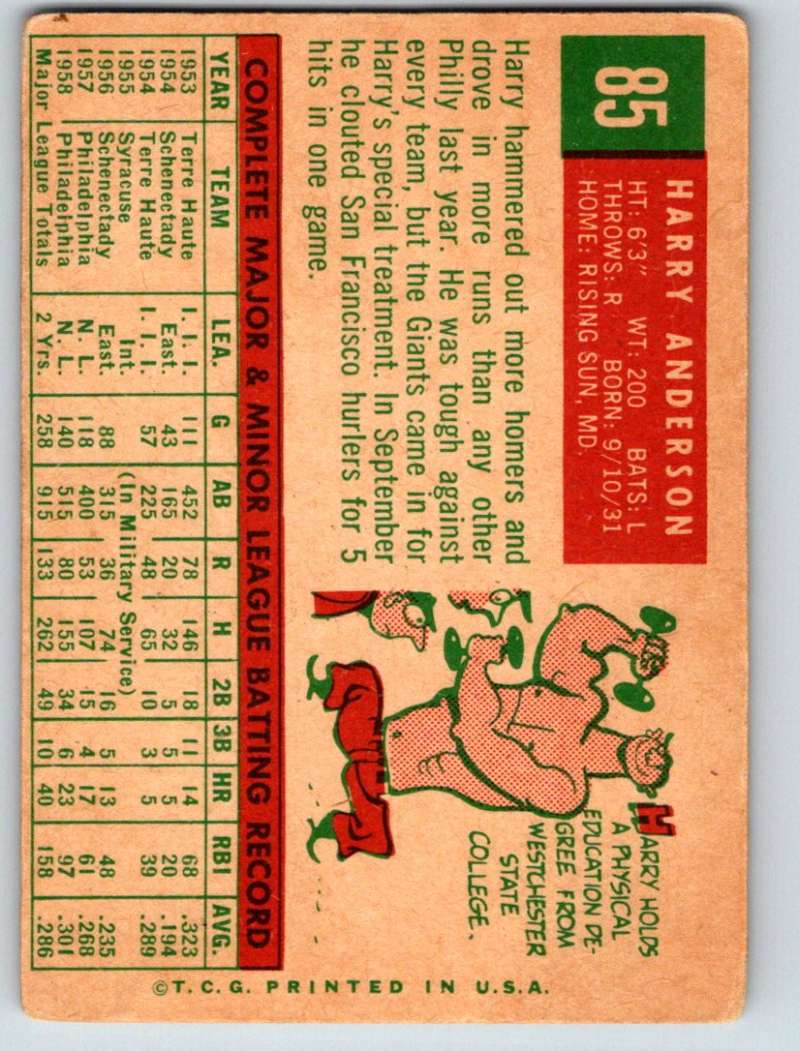 85
HARRY ANDERSON
HT: 6'3" WT: 200 BATS: L
THROWS: R BORN: 9/10/31
HOME: RISING SUN, MD.
Harry hammered out more homers and
drove in more runs than any other
Philly last year. He was tough against
every team, but the Giants came in for
Harry's special treatment. In September
he clouted San Francisco hurlers for 5
hits in one game.
HARRY HOLDS
A PHYSICAL
EDUCATION DE-
GREE FROM
WESTCHESTER
STATE
COLLEGE.
H
COMPLETE MAJOR & MINOR LEAGUE BATTING RECORD
YEAR TEAM LEA. G AB R H 2B 3B HR RBI AVG.
1953 Terre Haute I. I. I. 111 452 78 146 18 11 14 68 .323
1954 Schenectady East. 43 165 20 32 5 5 5 20 .194
1954 Terre Haute I. I. I. 57 225 48 65 10 3 5 39 .289
1955 Syracuse Int. (In Military Service)
1956 Schenectady East. 88 315 36 74 16 5 13 48 .235
1957 Philadelphia N. L. 118 400 53 107 15 4 17 61 .268
1958 Philadelphia N. L. 140 515 80 155 34 6 23 97 .301
Major League Totals 2 Yrs. 258 915 133 262 49 10 40 158 .286
©T.C.G. PRINTED IN U.S.A.